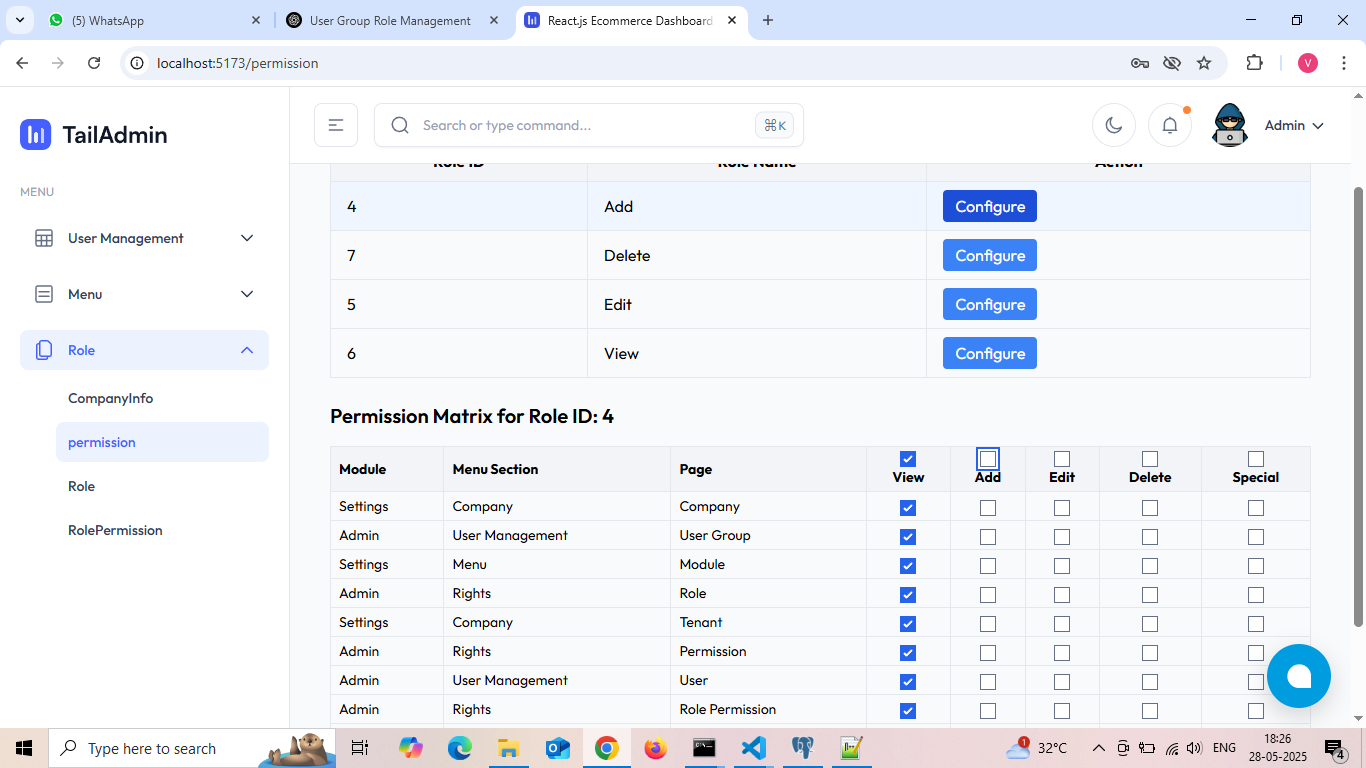 (5) WhatsApp
User Group Role Management
React.js Ecommerce Dashboard
localhost:5173/permission
V
TailAdmin
Search or type command...
⌘K
Admin
MENU
User Management
Menu
Role
CompanyInfo
permission
Role
RolePermission
Role ID Role Name Action
4 Add Configure
7 Delete Configure
5 Edit Configure
6 View Configure
Permission Matrix for Role ID: 4
Module Menu Section Page View Add Edit Delete Special
Settings Company Company
Admin User Management User Group
Settings Menu Module
Admin Rights Role
Settings Company Tenant
Admin Rights Permission
Admin User Management User
Admin Rights Role Permission
Type here to search
1
32°C
ENG
18:26
28-05-2025
4